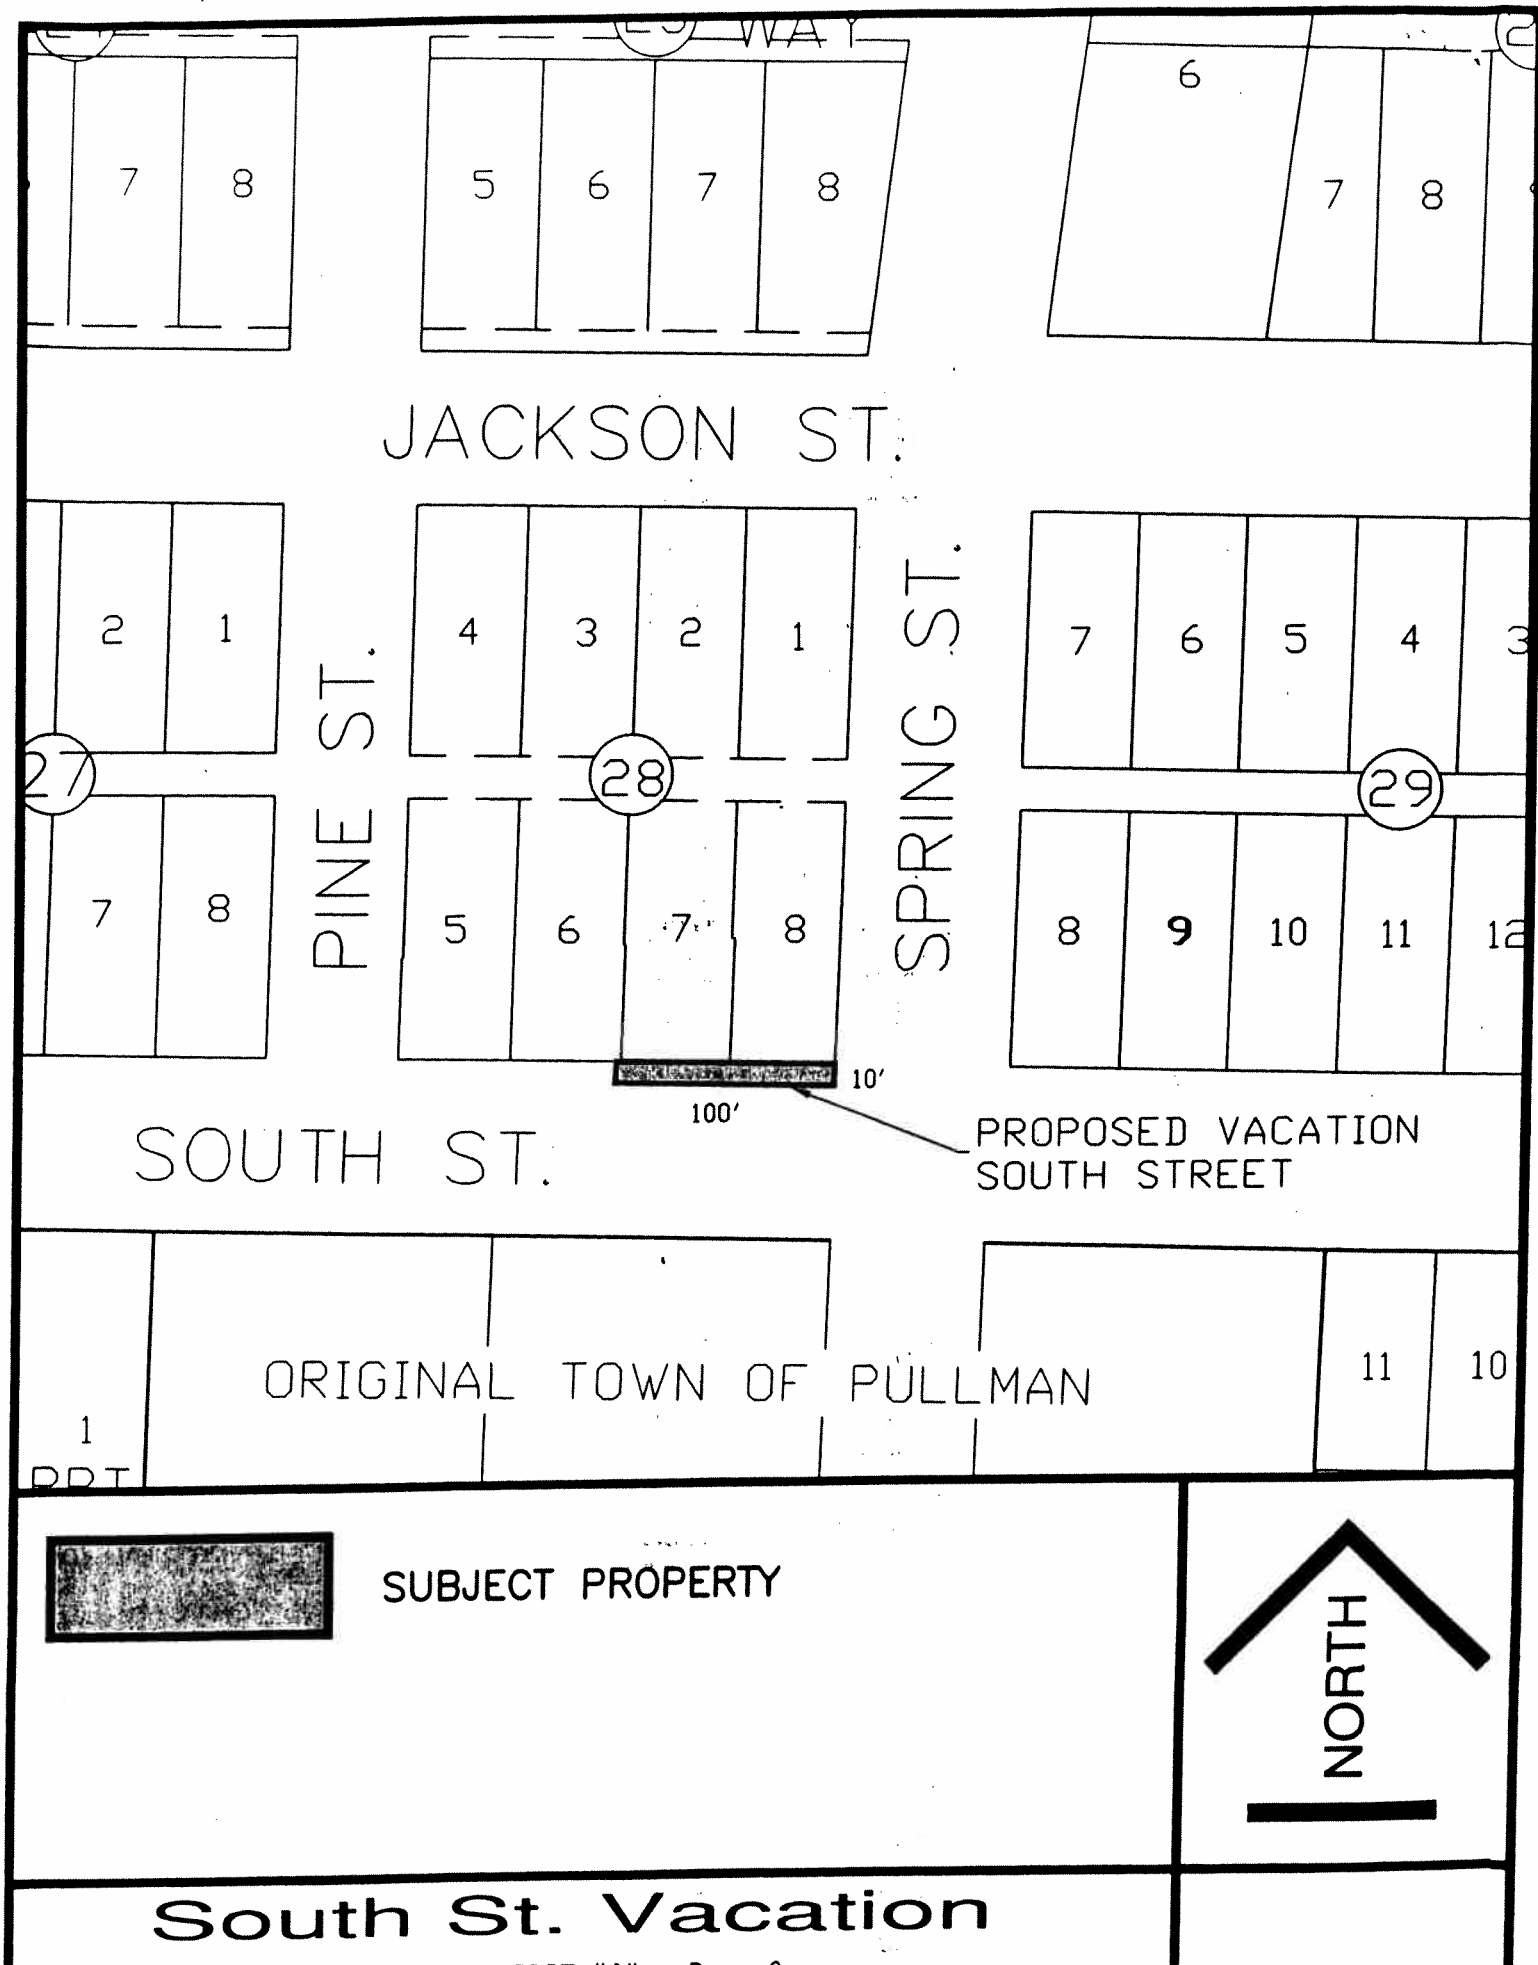 WAY
6
7 8 5 6 7 8 7 8
JACKSON ST.
2 1 4 3 2 1 7 6 5 4 3
PINE ST.
SPRING ST.
27 28 29
7 8 5 6 7 8 8 9 10 11 12
10'
100'
PROPOSED VACATION
SOUTH STREET
SOUTH ST.
ORIGINAL TOWN OF PULLMAN
11 10
1
SUBJECT PROPERTY
NORTH
South St. Vacation